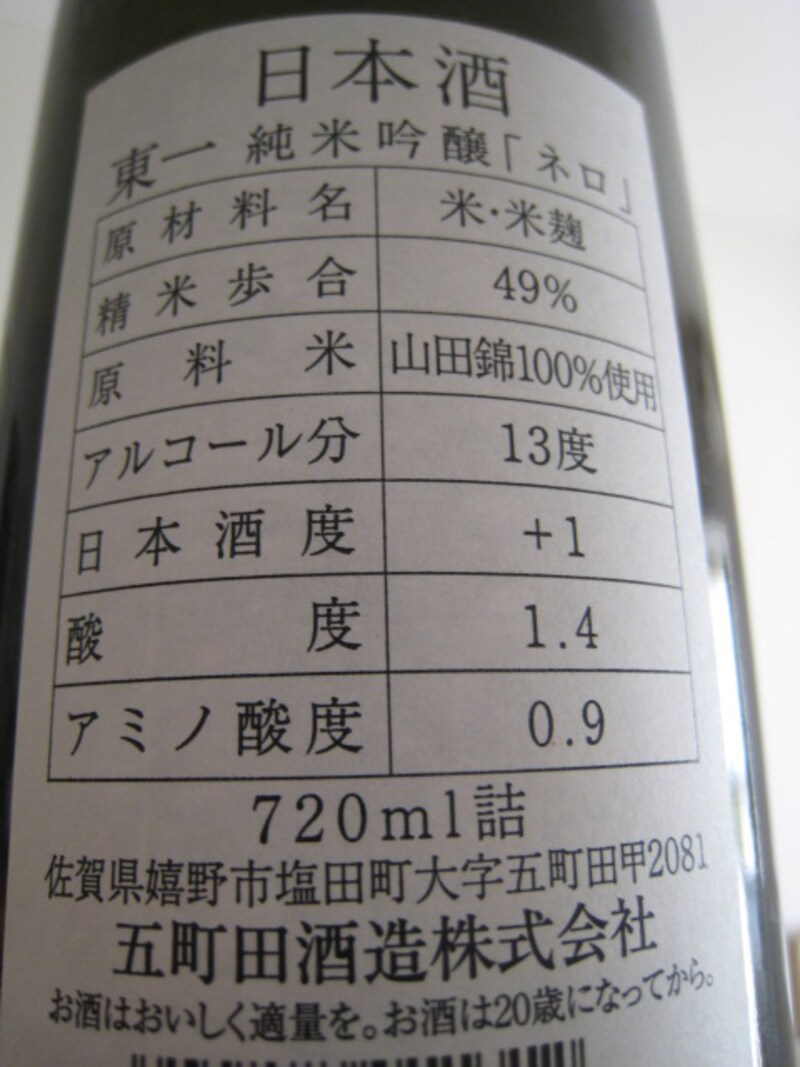 日本酒
東一 純米吟醸「ネロ」
原材料名 米・米麹
精米歩合 49%
原料米 山田錦100%使用
アルコール分 13度
日本酒度 +1
酸度 1.4
アミノ酸度 0.9
720ml詰
佐賀県嬉野市塩田町大字五町田甲2081
五町田酒造株式会社
お酒はおいしく適量を。お酒は20歳になってから。